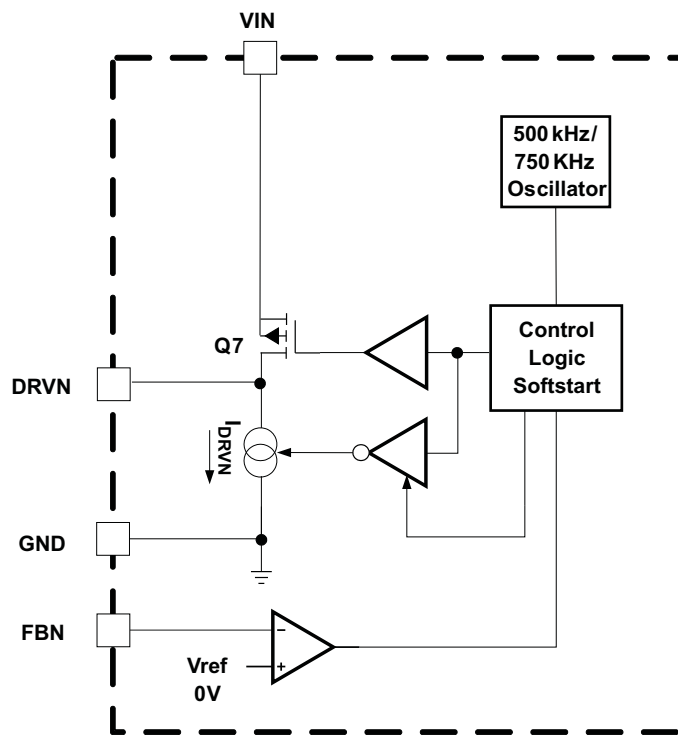 VIN
500 kHz/
750 KHz
Oscillator
Control
Logic
Softstart
Q7
DRVN
IDRVN
GND
FBN
−
Vref
+
0V